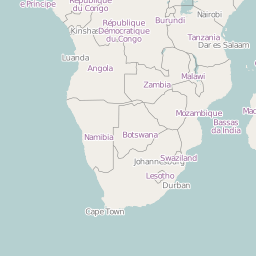 République
du Congo
e Príncipe
Burundi
Nairobi
République
Démocratique
du Congo
Kinshasa
Tanzania
Dar es Salaam
Luanda
Angola
Malawi
Zambia
Mozambique
Bassas
da India
Namibia
Botswana
Johannesburg
Swaziland
Lesotho
Durban
Cape Town